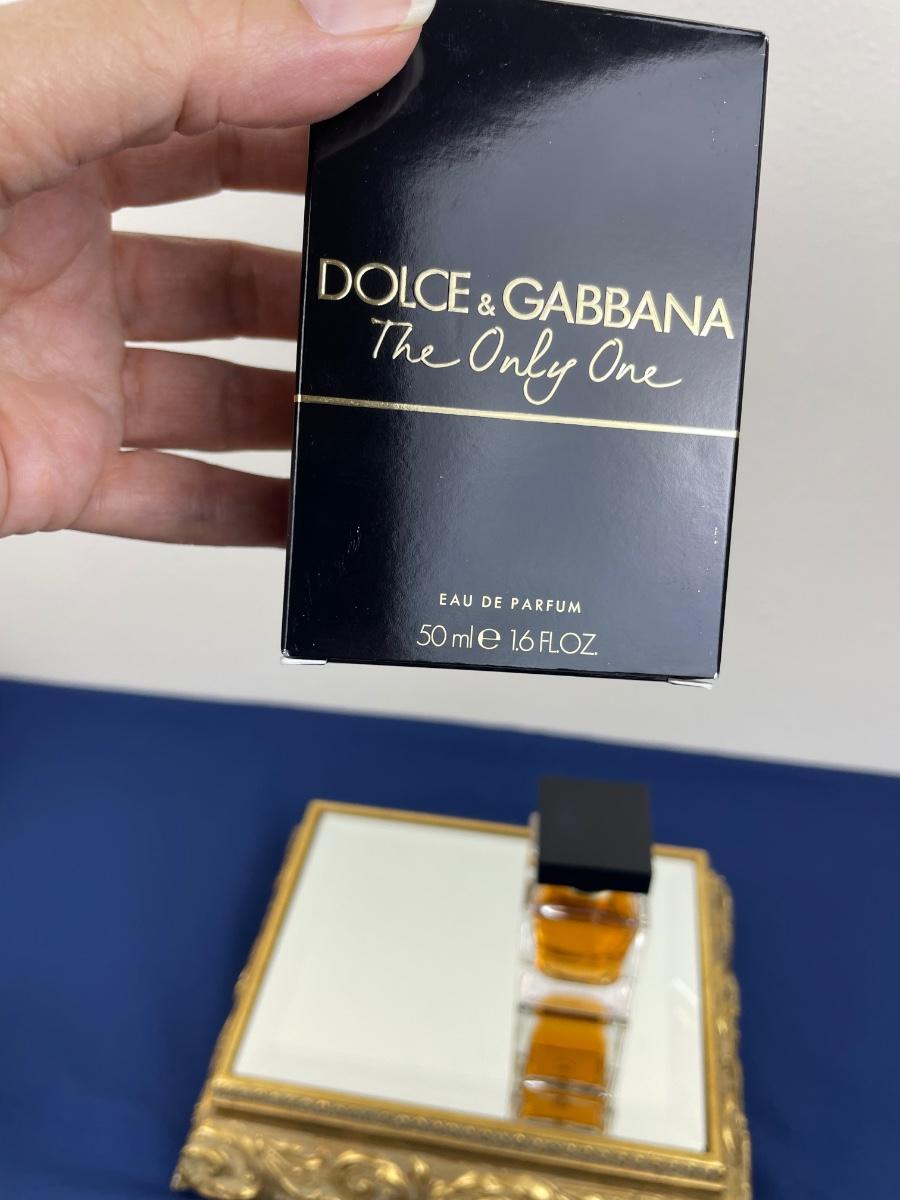 DOLCE & GABBANA
The Only One
EAU DE PARFUM
50 ml ℮ 1.6 FL.OZ.